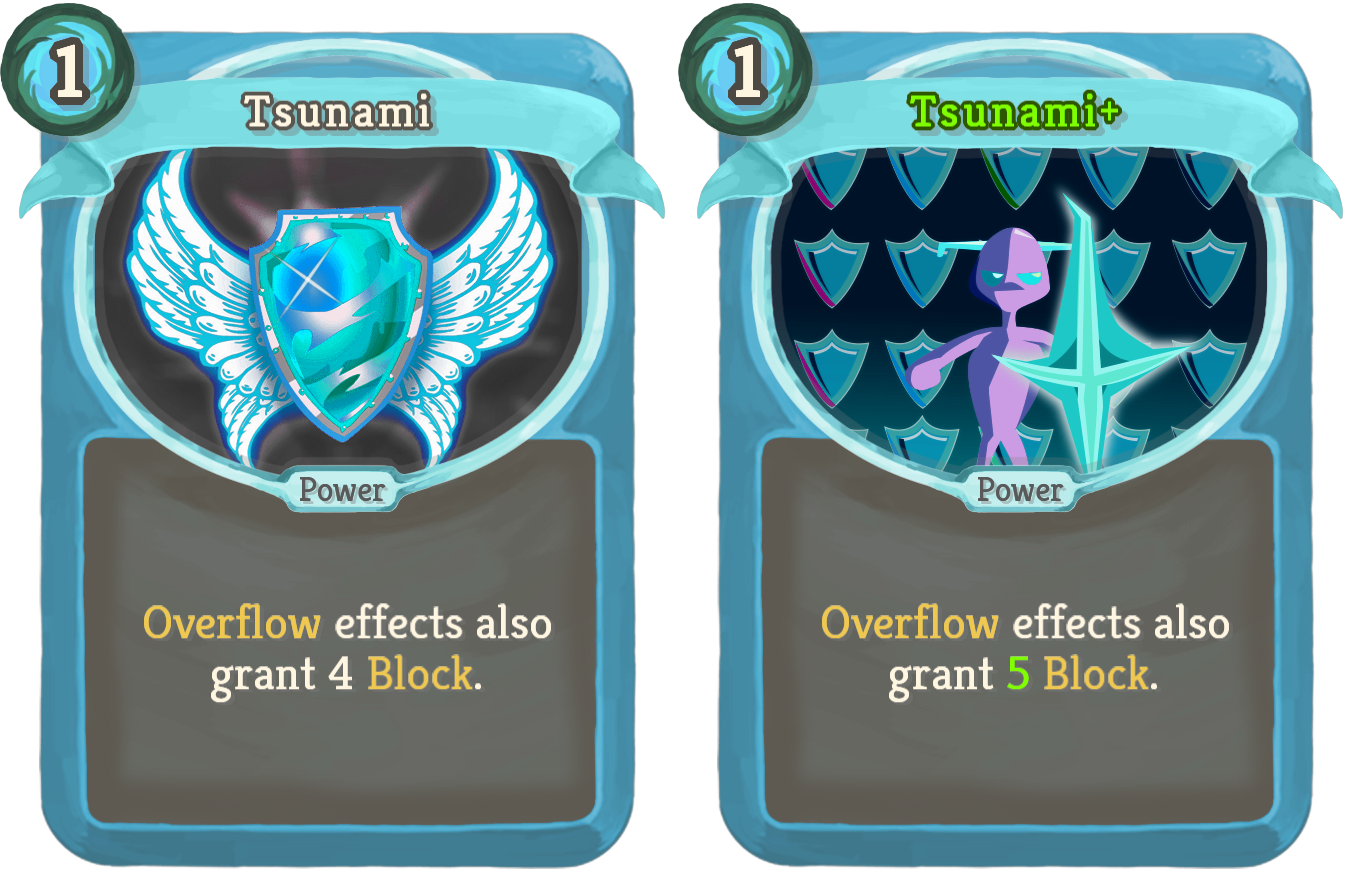 1
Tsunami
Power
Overflow effects also
grant 4 Block.
1
Tsunami+
Power
Overflow effects also
grant 5 Block.